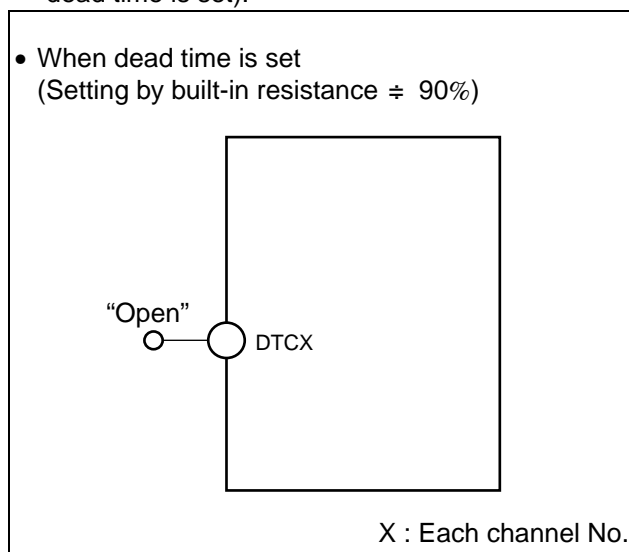 dead time is set).
• When dead time is set
(Setting by built-in resistance ≑ 90%)
“Open”
DTCX
X : Each channel No.